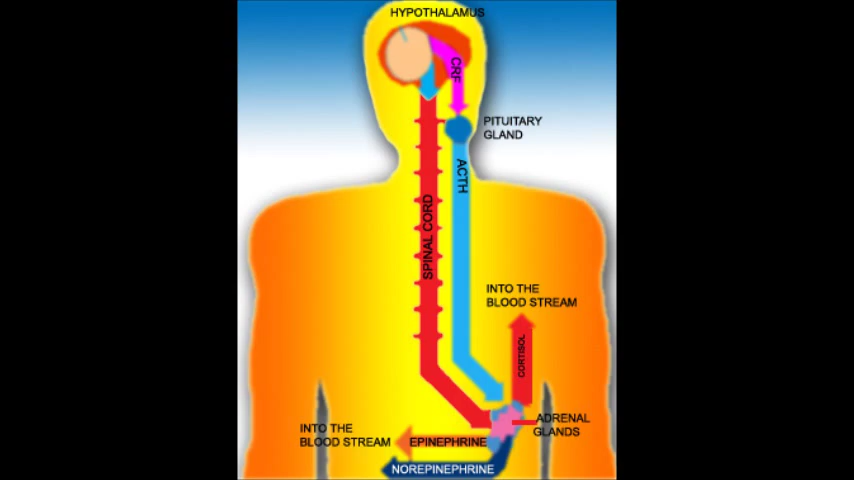 HYPOTHALAMUS
CRF
PITUITARY
GLAND
ACTH
SPINAL CORD
INTO THE
BLOOD STREAM
CORTISOL
ADRENAL
GLANDS
INTO THE
BLOOD STREAM
EPINEPHRINE
NOREPINEPHRINE